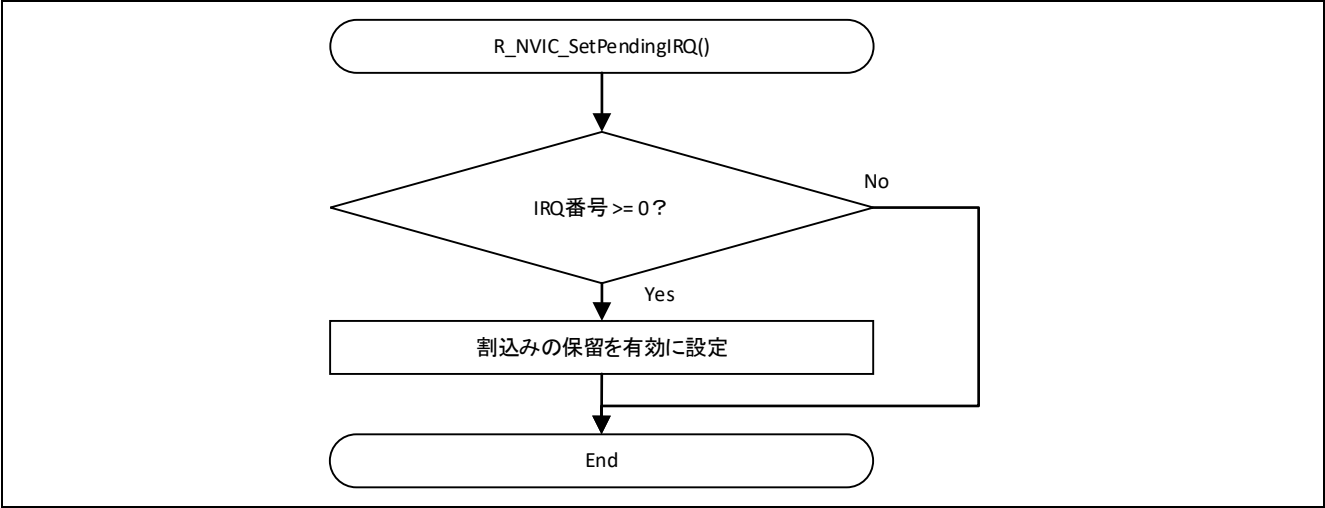 R_NVIC_SetPendingIRQ()
IRQ番号 >= 0？
No
Yes
割込みの保留を有効に設定
End